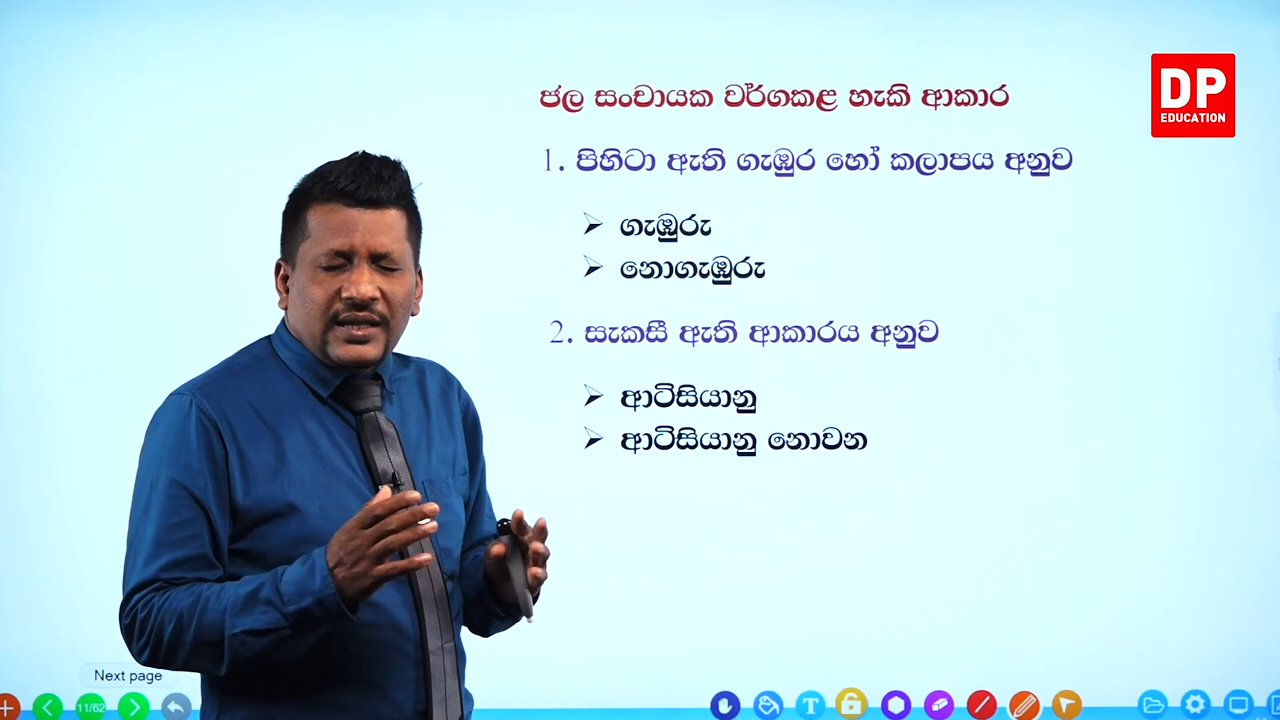 DP
EDUCATION
ජල සංචායක වර්ගකළ හැකි ආකාර
1. පිහිටා ඇති ගැඹුර හෝ කලාපය අනුව
➢ ගැඹුරු
➢ නොගැඹුරු
2. සැකසී ඇති ආකාරය අනුව
➢ ආටිසියානු
➢ ආටිසියානු නොවන
Next page
11/62